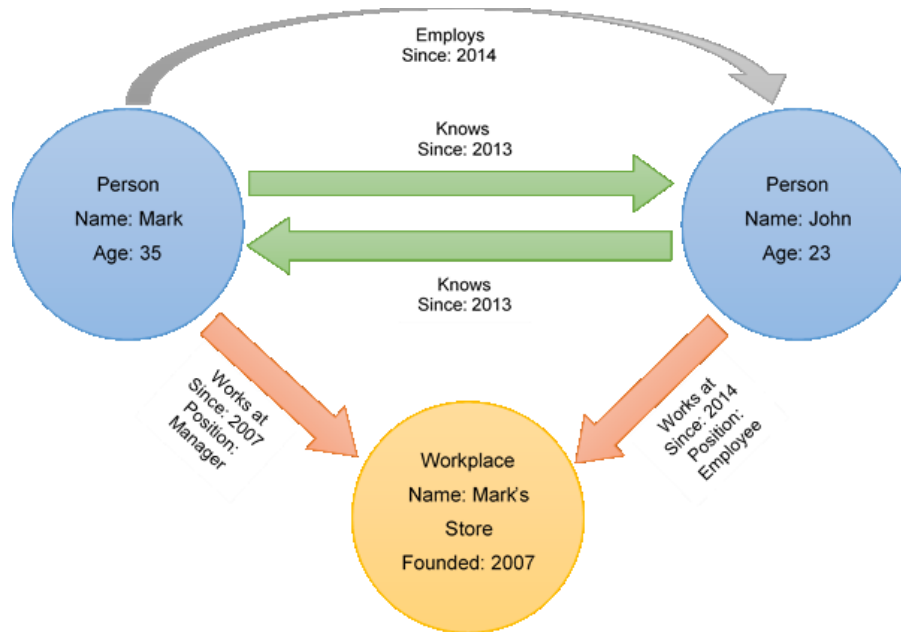 Employs
Since: 2014
Knows
Since: 2013
Person
Name: Mark
Age: 35
Person
Name: John
Age: 23
Knows
Since: 2013
Works at
Since: 2007
Position:
Manager
Works at
Since: 2014
Position:
Employee
Workplace
Name: Mark's
Store
Founded: 2007